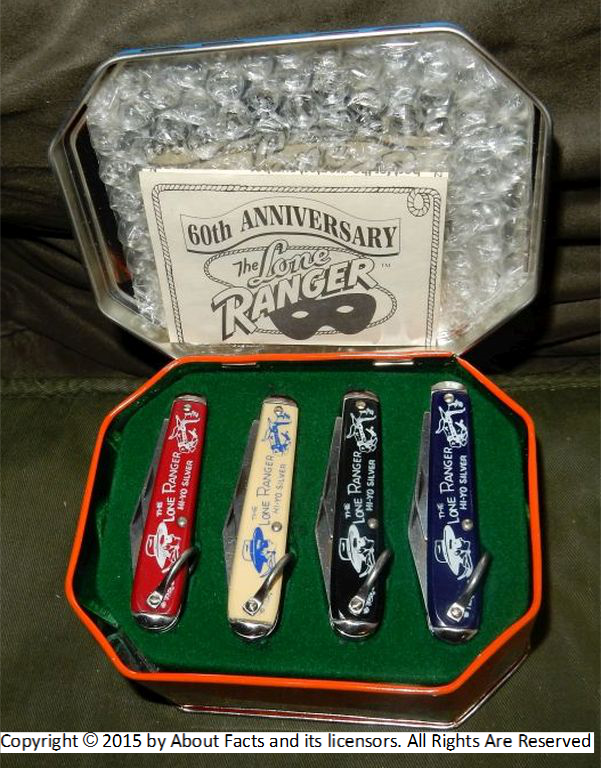 60th ANNIVERSARY
The Lone
RANGER™
THE
LONE RANGER
HI-YO SILVER
THE
LONE RANGER
HI-YO SILVER
THE
LONE RANGER
HI-YO SILVER
THE
LONE RANGER
HI-YO SILVER
Copyright © 2015 by About Facts and its licensors. All Rights Are Reserved